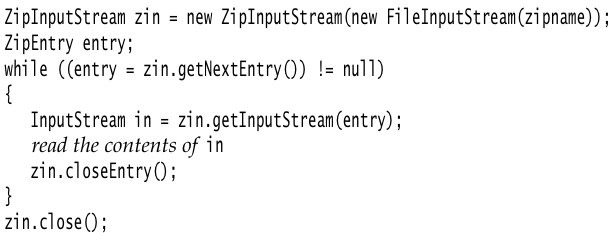 ZipInputStream zin = new ZipInputStream(new FileInputStream(zipname));
ZipEntry entry;
while ((entry = zin.getNextEntry()) != null)
{
   InputStream in = zin.getInputStream(entry);
   read the contents of in
   zin.closeEntry();
}
zin.close();